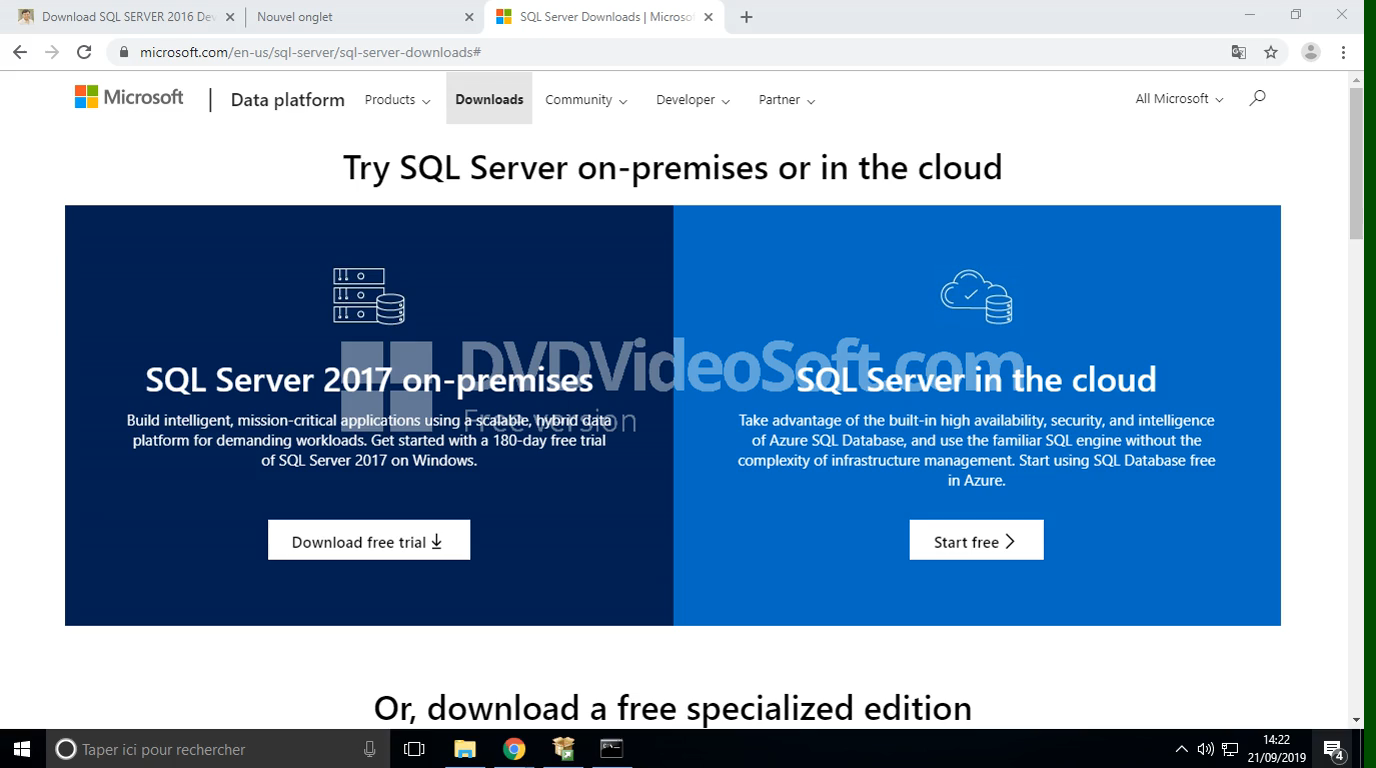 Download SQL SERVER 2016 Dev
Nouvel onglet
SQL Server Downloads | Microso
microsoft.com/en-us/sql-server/sql-server-downloads#
Microsoft
Data platform
Products
Downloads
Community
Developer
Partner
All Microsoft
Try SQL Server on-premises or in the cloud
DVDVideoSoft.com
Free version
SQL Server 2017 on-premises
Build intelligent, mission-critical applications using a scalable, hybrid data
platform for demanding workloads. Get started with a 180-day free trial
of SQL Server 2017 on Windows.
Download free trial
SQL Server in the cloud
Take advantage of the built-in high availability, security, and intelligence
of Azure SQL Database, and use the familiar SQL engine without the
complexity of infrastructure management. Start using SQL Database free
in Azure.
Start free
Or, download a free specialized edition
Taper ici pour rechercher
14:22
21/09/2019
4